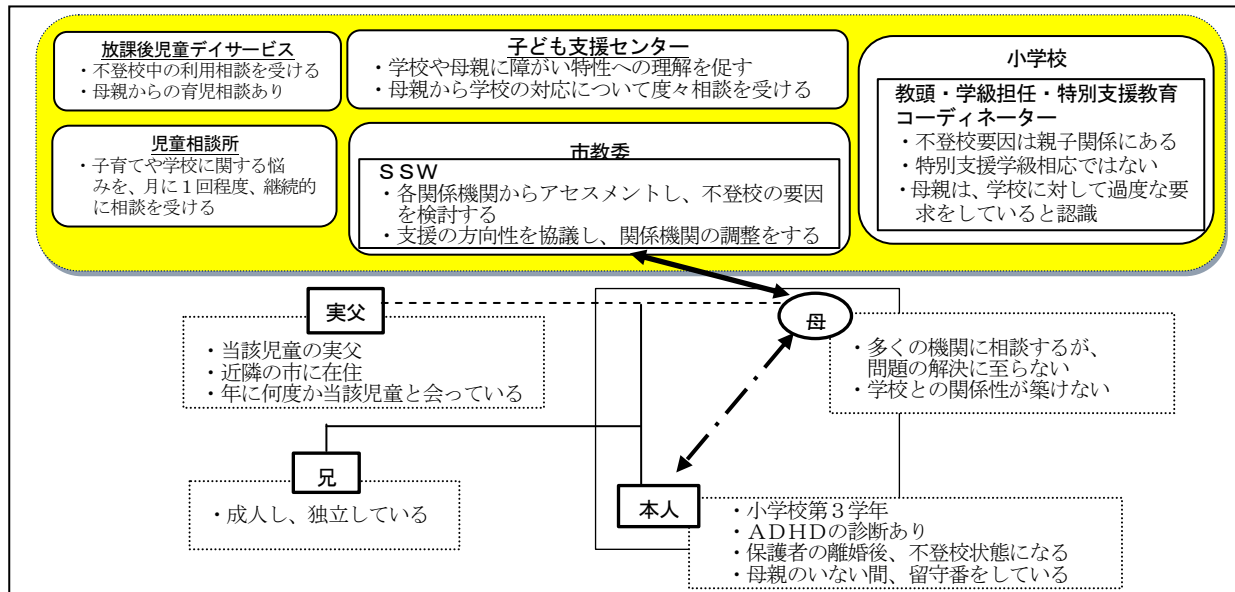 放課後児童デイサービス
・不登校中の利用相談を受ける
・母親からの育児相談あり
子ども支援センター
・学校や母親に障がい特性への理解を促す
・母親から学校の対応について度々相談を受ける
小学校
教頭・学級担任・特別支援教育
コーディネーター
・不登校要因は親子関係にある
・特別支援学級相応ではない
・母親は、学校に対して過度な要
求をしていると認識
児童相談所
・子育てや学校に関する悩
みを、月に1回程度、継続的
に相談を受ける
市教委
SSW
・各関係機関からアセスメントし、不登校の要因
を検討する
・支援の方向性を協議し、関係機関の調整をする
実父
・当該児童の実父
・近隣の市に在住
・年に何度か当該児童と会っている
母
・多くの機関に相談するが、
問題の解決に至らない
・学校との関係性が築けない
兄
・成人し、独立している
本人
・小学校第3学年
・ADHDの診断あり
・保護者の離婚後、不登校状態になる
・母親のいない間、留守番をしている